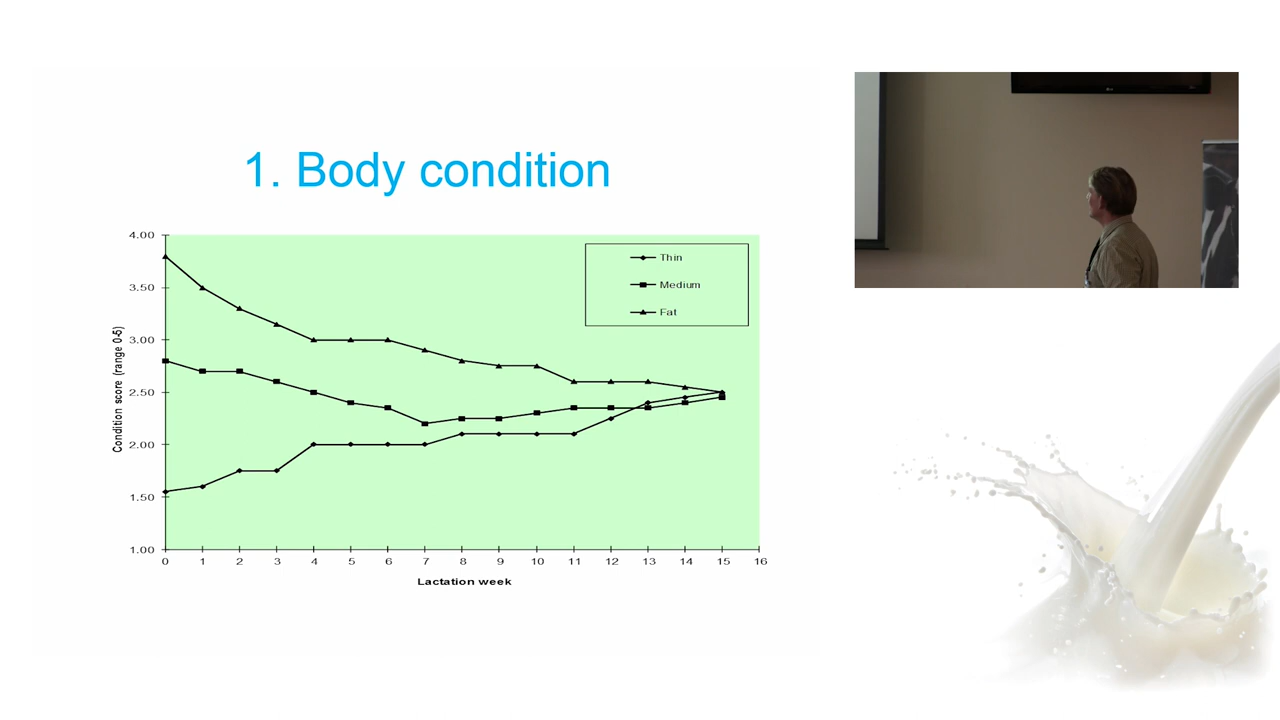 1. Body condition
4.00
3.50
3.00
2.50
2.00
1.50
1.00
Condition score (range 0-5)
Thin
Medium
Fat
0 1 2 3 4 5 6 7 8 9 10 11 12 13 14 15 16
Lactation week